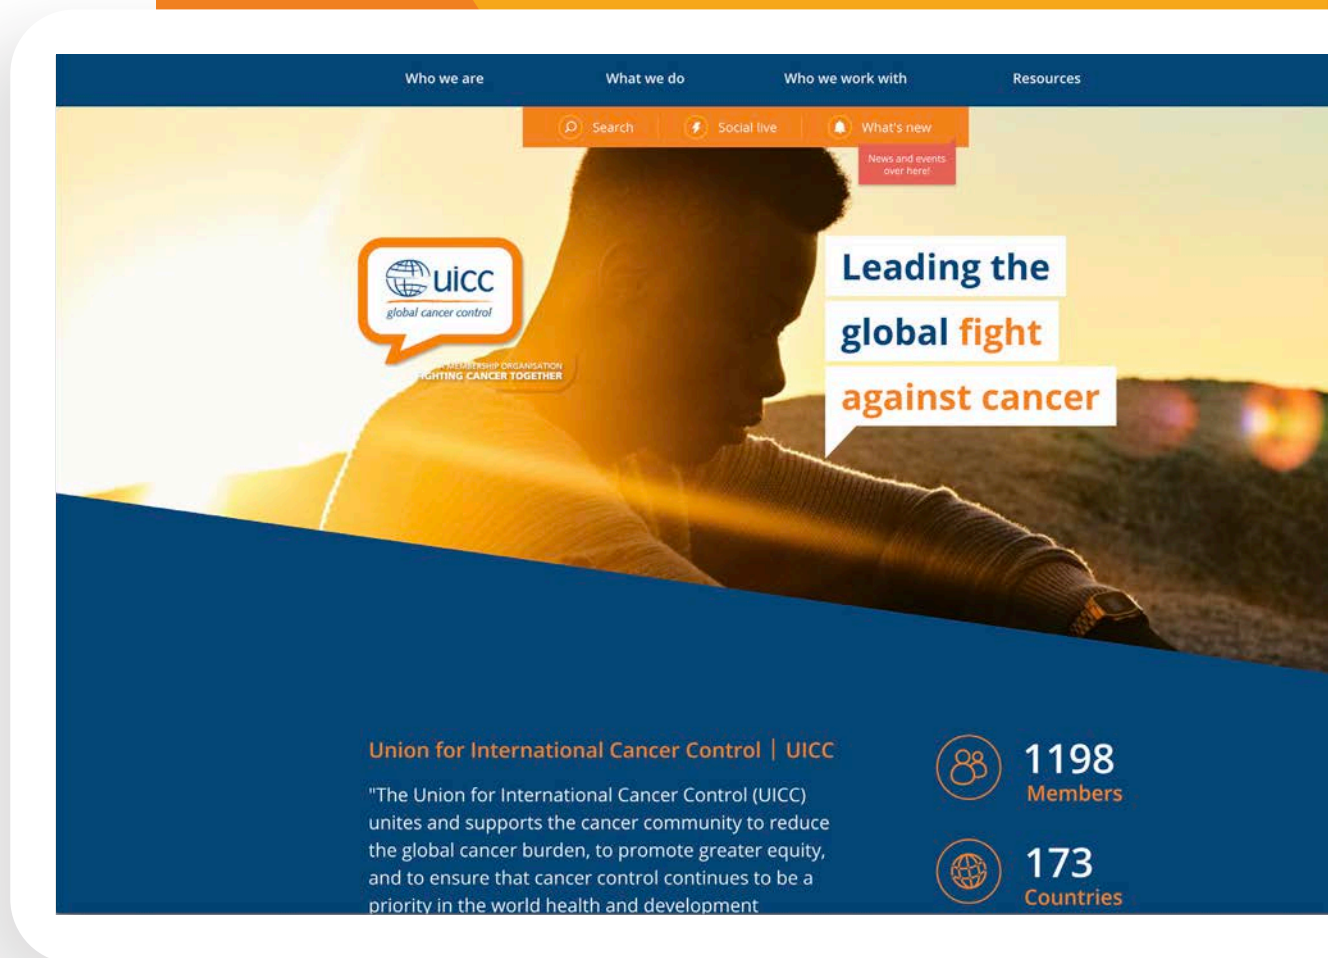 Who we are
What we do
Who we work with
Resources
Search
Social live
What's new
News and events
over here!
uicc
global cancer control
A MEMBERSHIP ORGANISATION
FIGHTING CANCER TOGETHER
Leading the
global fight
against cancer
Union for International Cancer Control | UICC
"The Union for International Cancer Control (UICC)
unites and supports the cancer community to reduce
the global cancer burden, to promote greater equity,
and to ensure that cancer control continues to be a
priority in the world health and development
1198
Members
173
Countries